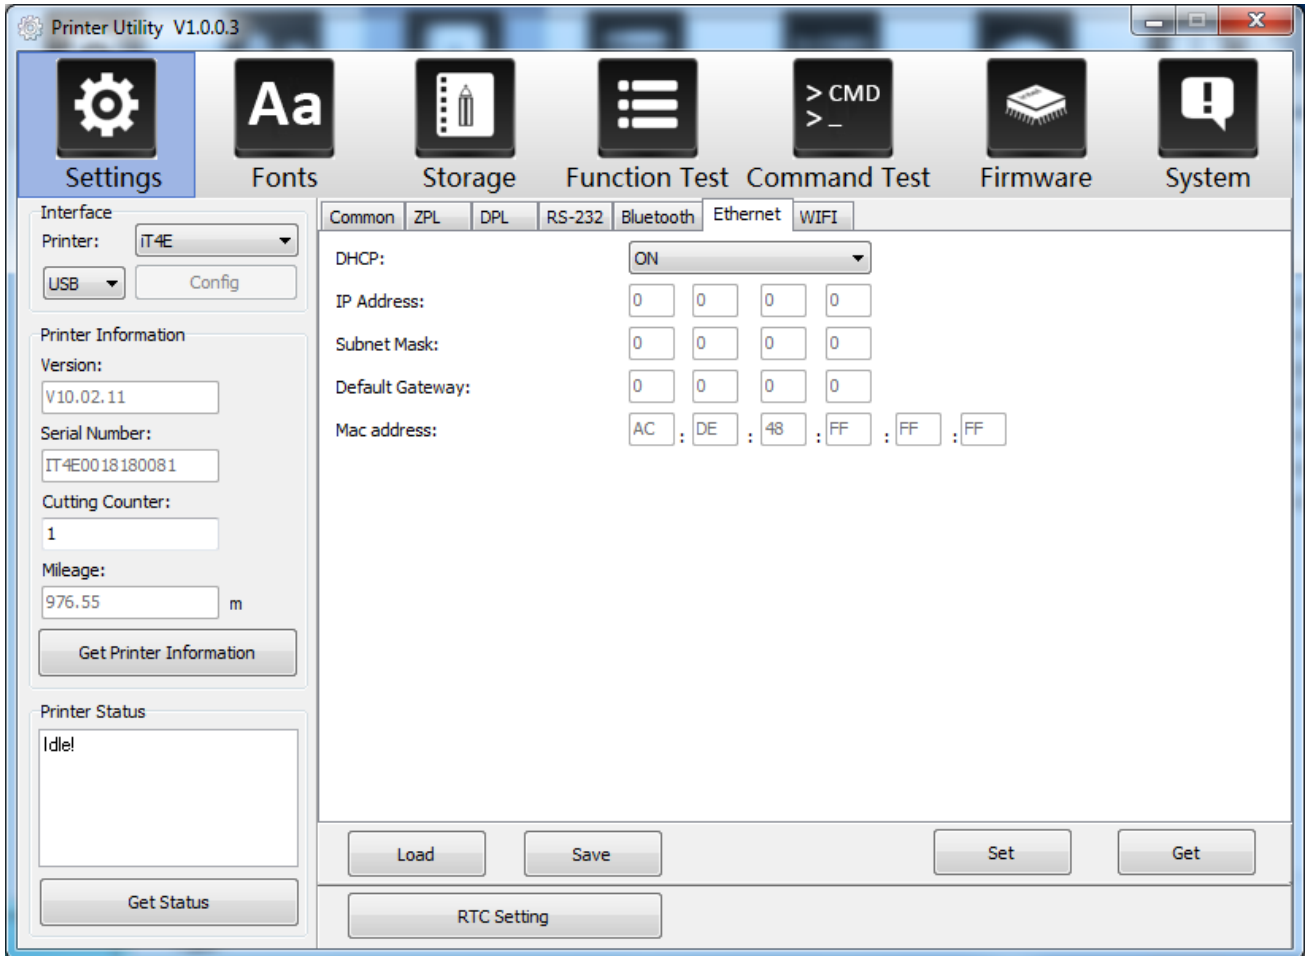 Printer Utility V1.0.0.3
Aa
> CMD
> _
Settings Fonts Storage Function Test Command Test Firmware System
Interface
Printer: iT4E
USB Config
Printer Information
Version:
V10.02.11
Serial Number:
IT4E0018180081
Cutting Counter:
1
Mileage:
976.55 m
Get Printer Information
Printer Status
Idle!
Get Status
Common ZPL DPL RS-232 Bluetooth Ethernet WIFI
DHCP: ON
IP Address: 0 0 0 0
Subnet Mask: 0 0 0 0
Default Gateway: 0 0 0 0
Mac address: AC : DE : 48 : FF : FF : FF
Load Save Set Get
RTC Setting